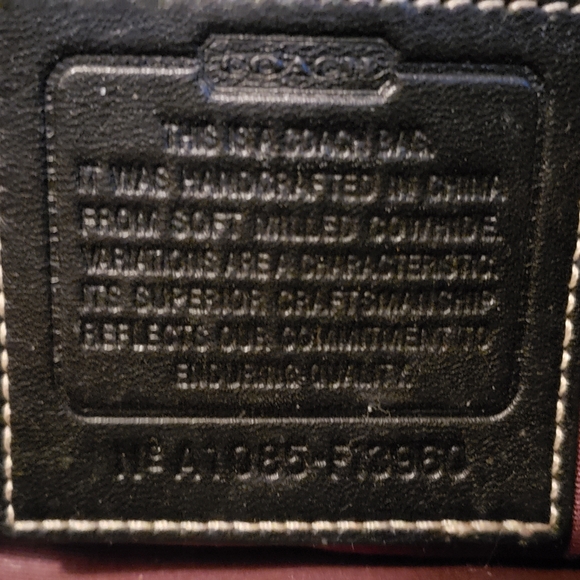 COACH
THIS IS A COACH BAG.
IT WAS HANDCRAFTED IN CHINA
FROM SOFT MILLED COWHIDE.
VARIATIONS ARE A CHARACTERISTIC.
ITS SUPERIOR CRAFTSMANSHIP
REFLECTS OUR COMMITMENT TO
ENDURING QUALITY.
Nº A1085-F13960